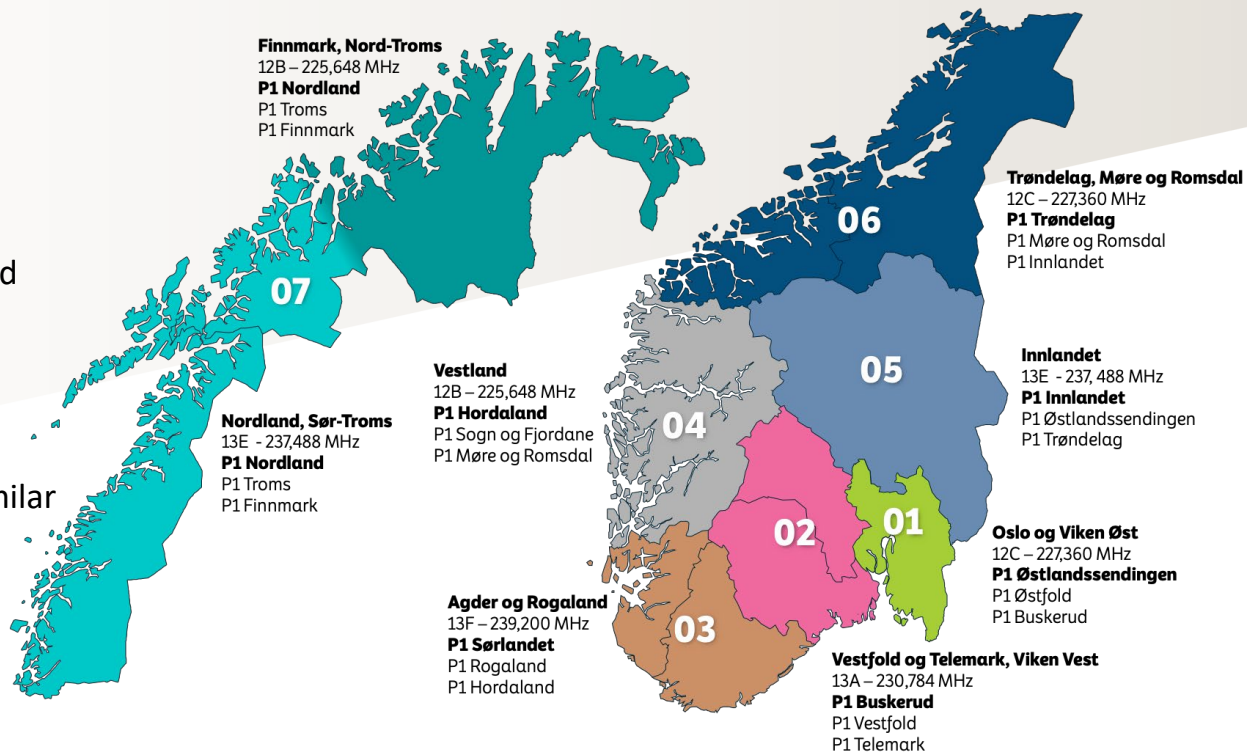 Finnmark, Nord-Troms
12B – 225,648 MHz
P1 Nordland
P1 Troms
P1 Finnmark
07
d
Nordland, Sør-Troms
13E - 237,488 MHz
P1 Nordland
P1 Troms
P1 Finnmark
nilar
06
Trøndelag, Møre og Romsdal
12C – 227,360 MHz
P1 Trøndelag
P1 Møre og Romsdal
P1 Innlandet
05
Innlandet
13E - 237, 488 MHz
P1 Innlandet
P1 Østlandssendingen
P1 Trøndelag
Vestland
12B – 225,648 MHz
P1 Hordaland
P1 Sogn og Fjordane
P1 Møre og Romsdal
04
02
01
Oslo og Viken Øst
12C – 227,360 MHz
P1 Østlandssendingen
P1 Østfold
P1 Buskerud
Agder og Rogaland
13F – 239,200 MHz
P1 Sørlandet
P1 Rogaland
P1 Hordaland
03
Vestfold og Telemark, Viken Vest
13A – 230,784 MHz
P1 Buskerud
P1 Vestfold
P1 Telemark